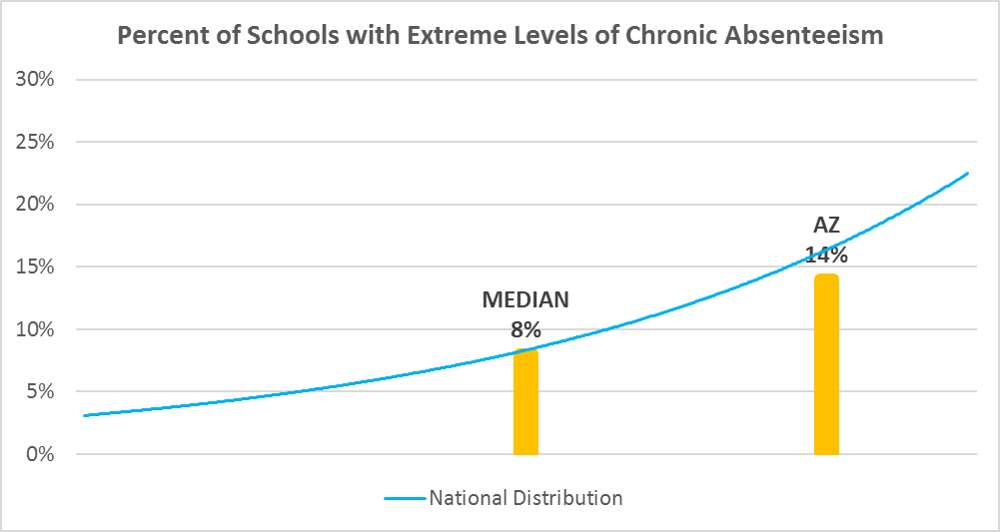 Percent of Schools with Extreme Levels of Chronic Absenteeism
30%
25%
20%
15%
10%
5%
0%
AZ
14%
MEDIAN
8%
National Distribution